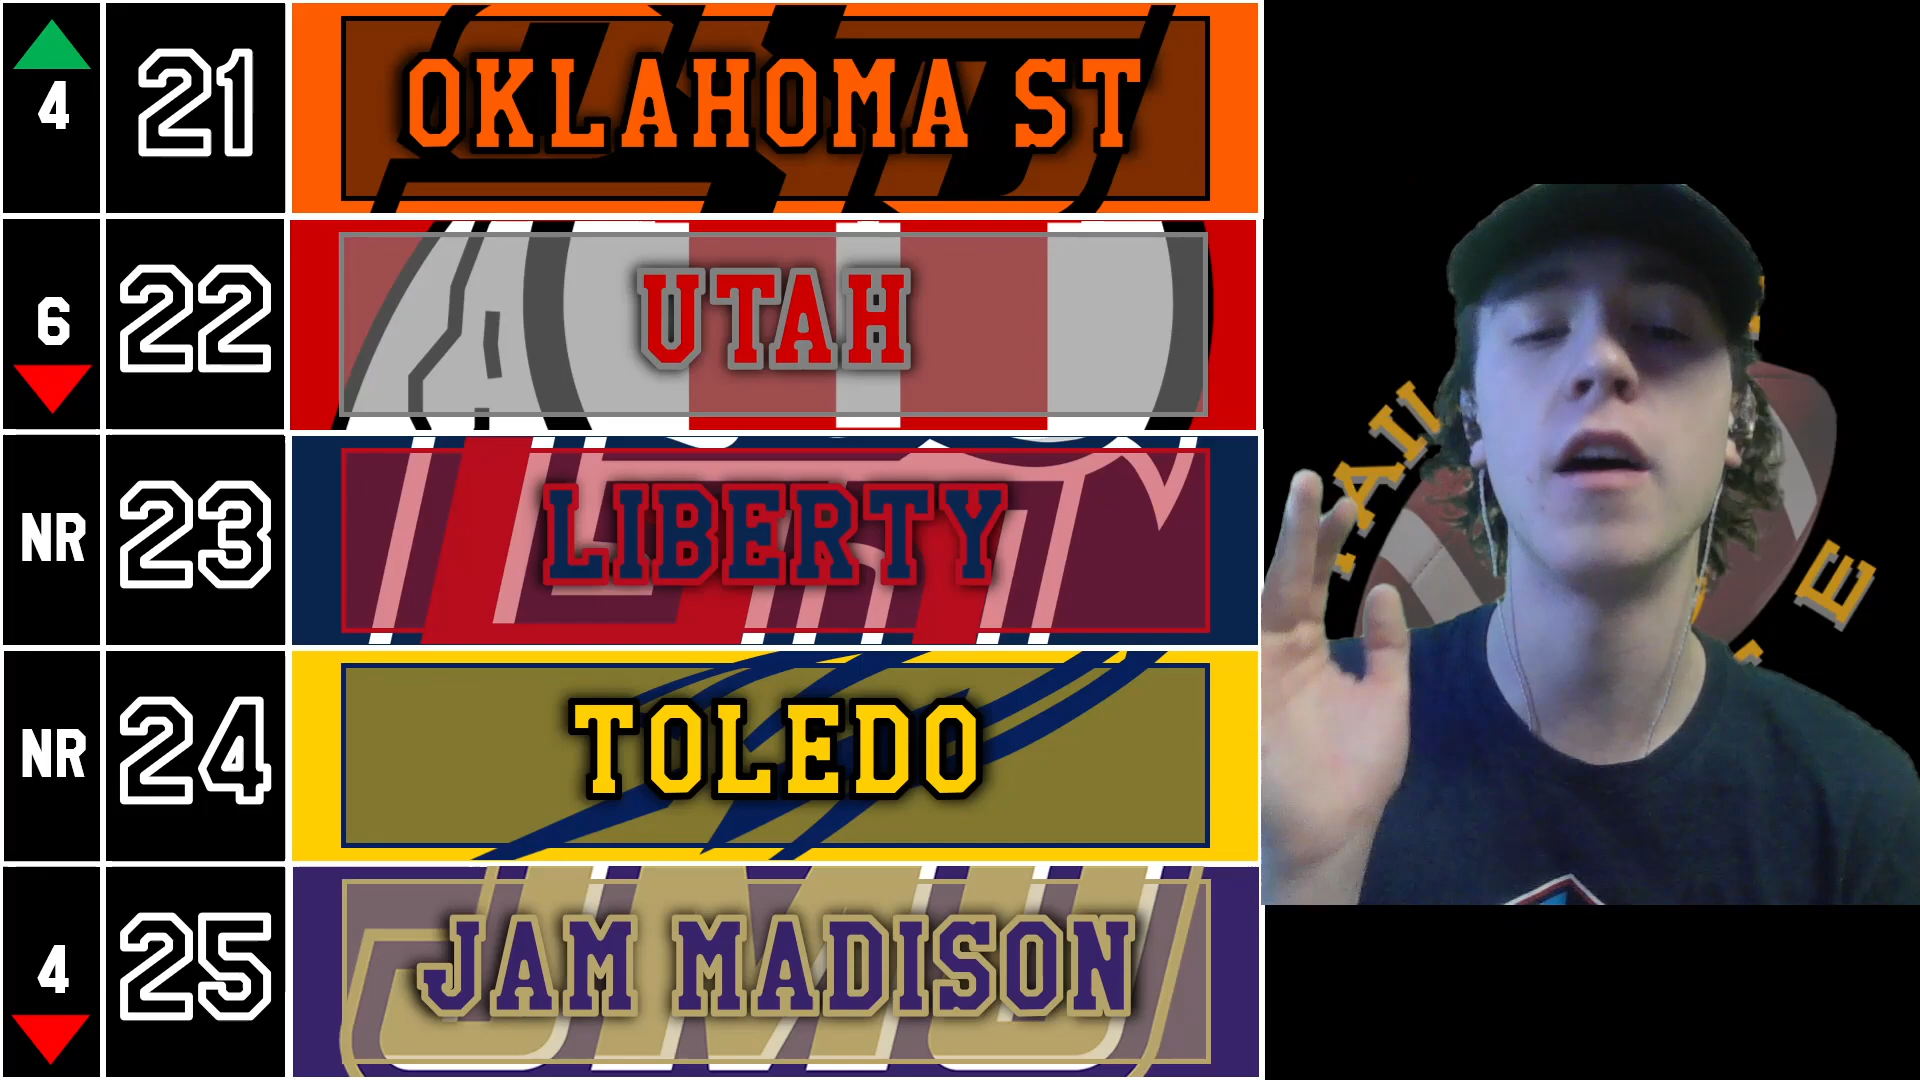 4
21
OKLAHOMA ST
6
22
UTAH
NR
23
LIBERTY
NR
24
TOLEDO
4
25
JAM MADISON